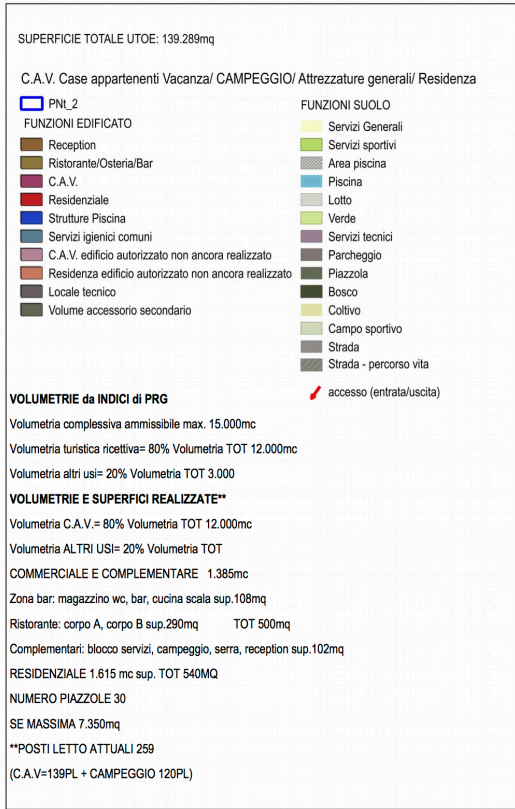 SUPERFICIE TOTALE UTOE: 139.289mq
C.A.V. Case appartenenti Vacanza/ CAMPEGGIO/ Attrezzature generali/ Residenza
PNt_2
FUNZIONI EDIFICATO
Reception
Ristorante/Osteria/Bar
C.A.V.
Residenziale
Strutture Piscina
Servizi igienici comuni
C.A.V. edificio autorizzato non ancora realizzato
Residenza edificio autorizzato non ancora realizzato
Locale tecnico
Volume accessorio secondario
FUNZIONI SUOLO
Servizi Generali
Servizi sportivi
Area piscina
Piscina
Lotto
Verde
Servizi tecnici
Parcheggio
Piazzola
Bosco
Coltivo
Campo sportivo
Strada
Strada - percorso vita
accesso (entrata/uscita)
VOLUMETRIE da INDICI di PRG
Volumetria complessiva ammissibile max. 15.000mc
Volumetria turistica ricettiva= 80% Volumetria TOT 12.000mc
Volumetria altri usi= 20% Volumetria TOT 3.000
VOLUMETRIE E SUPERFICI REALIZZATE**
Volumetria C.A.V.= 80% Volumetria TOT 12.000mc
Volumetria ALTRI USI= 20% Volumetria TOT
COMMERCIALE E COMPLEMENTARE 1.385mc
Zona bar: magazzino wc, bar, cucina scala sup.108mq
Ristorante: corpo A, corpo B sup.290mq TOT 500mq
Complementari: blocco servizi, campeggio, serra, reception sup.102mq
RESIDENZIALE 1.615 mc sup. TOT 540MQ
NUMERO PIAZZOLE 30
SE MASSIMA 7.350mq
**POSTI LETTO ATTUALI 259
(C.A.V=139PL + CAMPEGGIO 120PL)